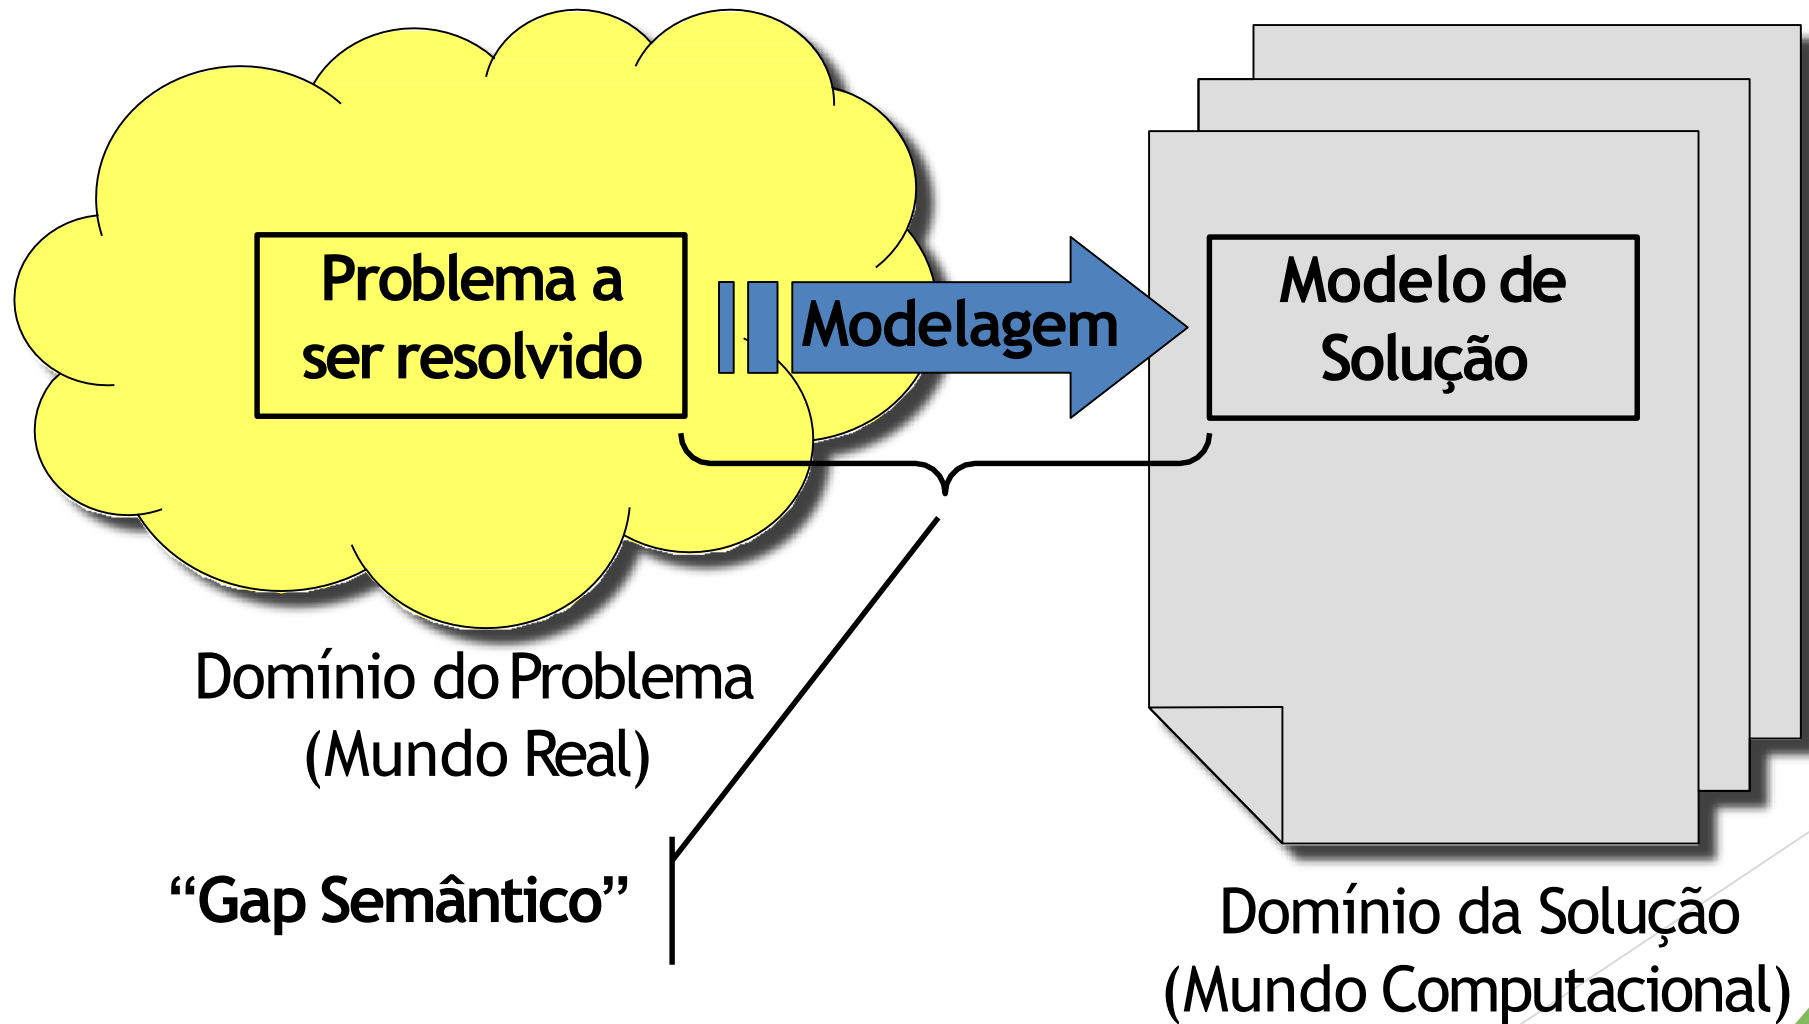 Problema a
ser resolvido
Modelagem
Modelo de
Solução
Domínio do Problema
(Mundo Real)
“Gap Semântico”
Domínio da Solução
(Mundo Computacional)